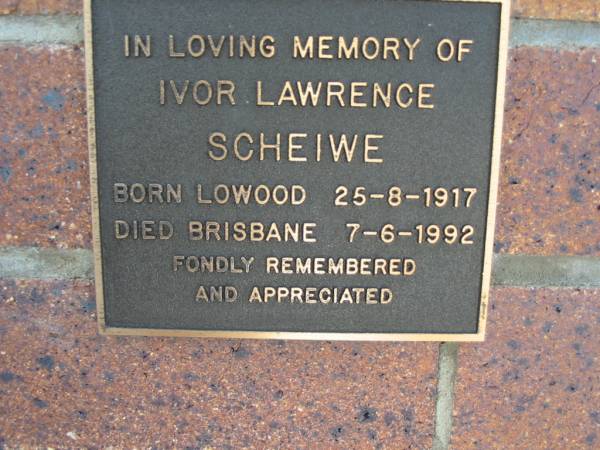 IN LOVING MEMORY OF
IVOR LAWRENCE
SCHEIWE
BORN LOWOOD 25-8-1917
DIED BRISBANE 7-6-1992
FONDLY REMEMBERED
AND APPRECIATED